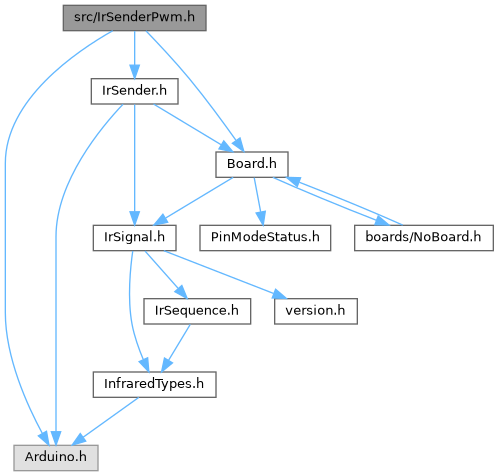 src/IrSenderPwm.h
IrSender.h
Board.h
IrSignal.h
PinModeStatus.h
boards/NoBoard.h
IrSequence.h
version.h
InfraredTypes.h
Arduino.h